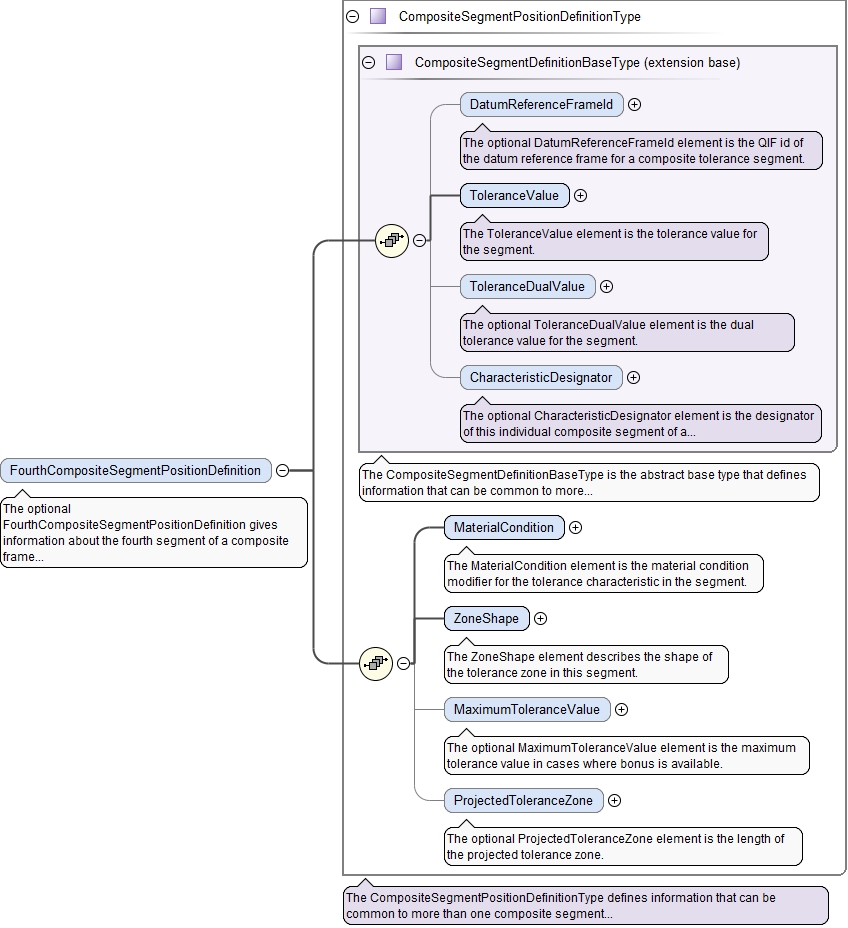 CompositeSegmentPositionDefinitionType
CompositeSegmentDefinitionBaseType (extension base)
DatumReferenceFrameId
The optional DatumReferenceFrameId element is the QIF id of
the datum reference frame for a composite tolerance segment.
ToleranceValue
The ToleranceValue element is the tolerance value for
the segment.
ToleranceDualValue
The optional ToleranceDualValue element is the dual
tolerance value for the segment.
CharacteristicDesignator
The optional CharacteristicDesignator element is the designator
of this individual composite segment of a...
FourthCompositeSegmentPositionDefinition
The optional
FourthCompositeSegmentPositionDefinition gives
information about the fourth segment of a composite
frame...
The CompositeSegmentDefinitionBaseType is the abstract base type that defines
information that can be common to more...
MaterialCondition
The MaterialCondition element is the material condition
modifier for the tolerance characteristic in the segment.
ZoneShape
The ZoneShape element describes the shape of
the tolerance zone in this segment.
MaximumToleranceValue
The optional MaximumToleranceValue element is the maximum
tolerance value in cases where bonus is available.
ProjectedToleranceZone
The optional ProjectedToleranceZone element is the length of
the projected tolerance zone.
The CompositeSegmentPositionDefinitionType defines information that can be
common to more than one composite segment...